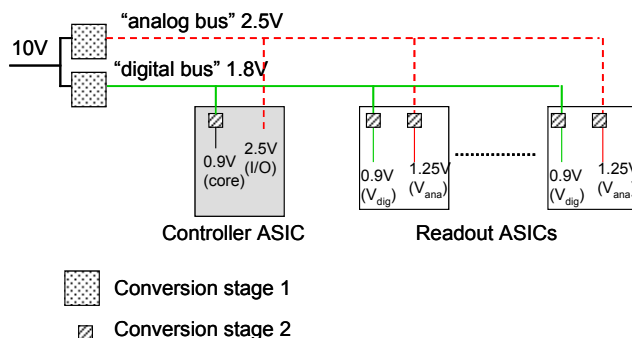 “analog bus” 2.5V
10V
“digital bus” 1.8V
0.9V
(core)
2.5V
(I/O)
0.9V
(Vdig)
1.25V
(Vana)
0.9V
(Vdig)
1.25V
(Vana)
Controller ASIC
Readout ASICs
Conversion stage 1
Conversion stage 2